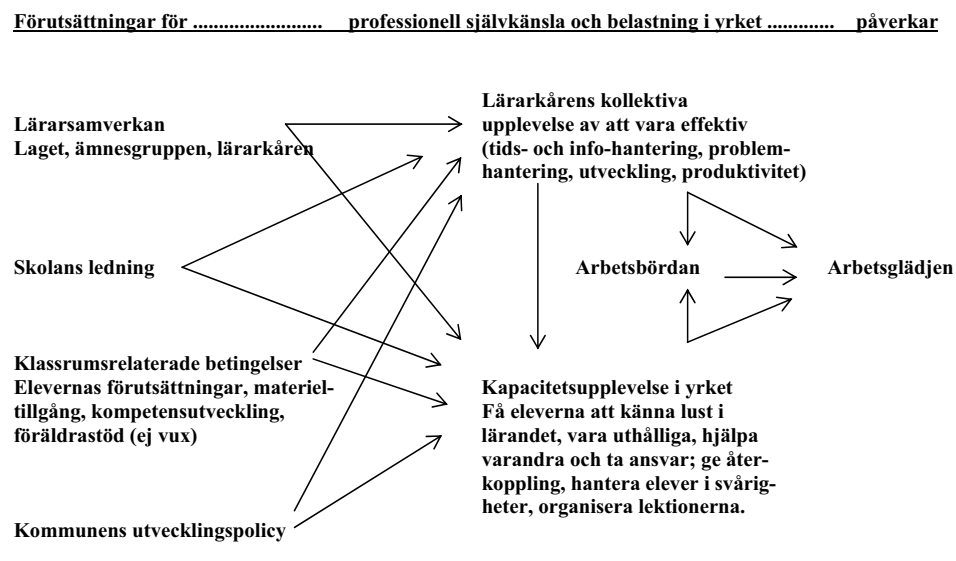 Förutsättningar för ........................ professionell självkänsla och belastning i yrket ............. påverkar
Lärarsamverkan
Laget, ämnesgruppen, lärarkåren
Lärarkårens kollektiva
upplevelse av att vara effektiv
(tids- och info-hantering, problem-
hantering, utveckling, produktivitet)
Skolans ledning
Arbetsbördan
Arbetsglädjen
Klassrumsrelaterade betingelser
Elevernas förutsättningar, materiel-
tillgång, kompetensutveckling,
föräldrastöd (ej vux)
Kapacitetsupplevelse i yrket
Få eleverna att känna lust i
lärandet, vara uthålliga, hjälpa
varandra och ta ansvar; ge åter-
koppling, hantera elever i svårig-
heter, organisera lektionerna.
Kommunens utvecklingspolicy